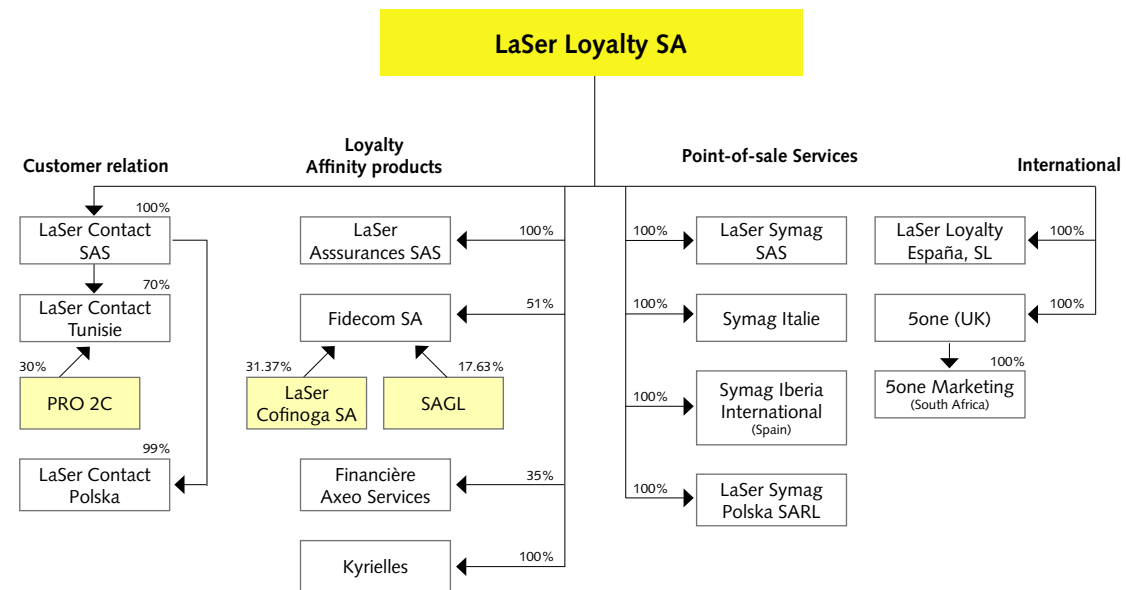 LaSer Loyalty SA
Customer relation
Loyalty
Affinity products
Point-of-sale Services
International
100%
LaSer Contact
SAS
70%
LaSer Contact
Tunisie
30%
PRO 2C
99%
LaSer Contact
Polska
LaSer
Asssurances SAS
100%
Fidecom SA
51%
31.37%
LaSer
Cofinoga SA
17.63%
SAGL
Financière
Axeo Services
35%
Kyrielles
100%
100%
LaSer Symag
SAS
100%
Symag Italie
100%
Symag Iberia
International
(Spain)
100%
LaSer Symag
Polska SARL
LaSer Loyalty
España, SL
100%
5one (UK)
100%
100%
5one Marketing
(South Africa)